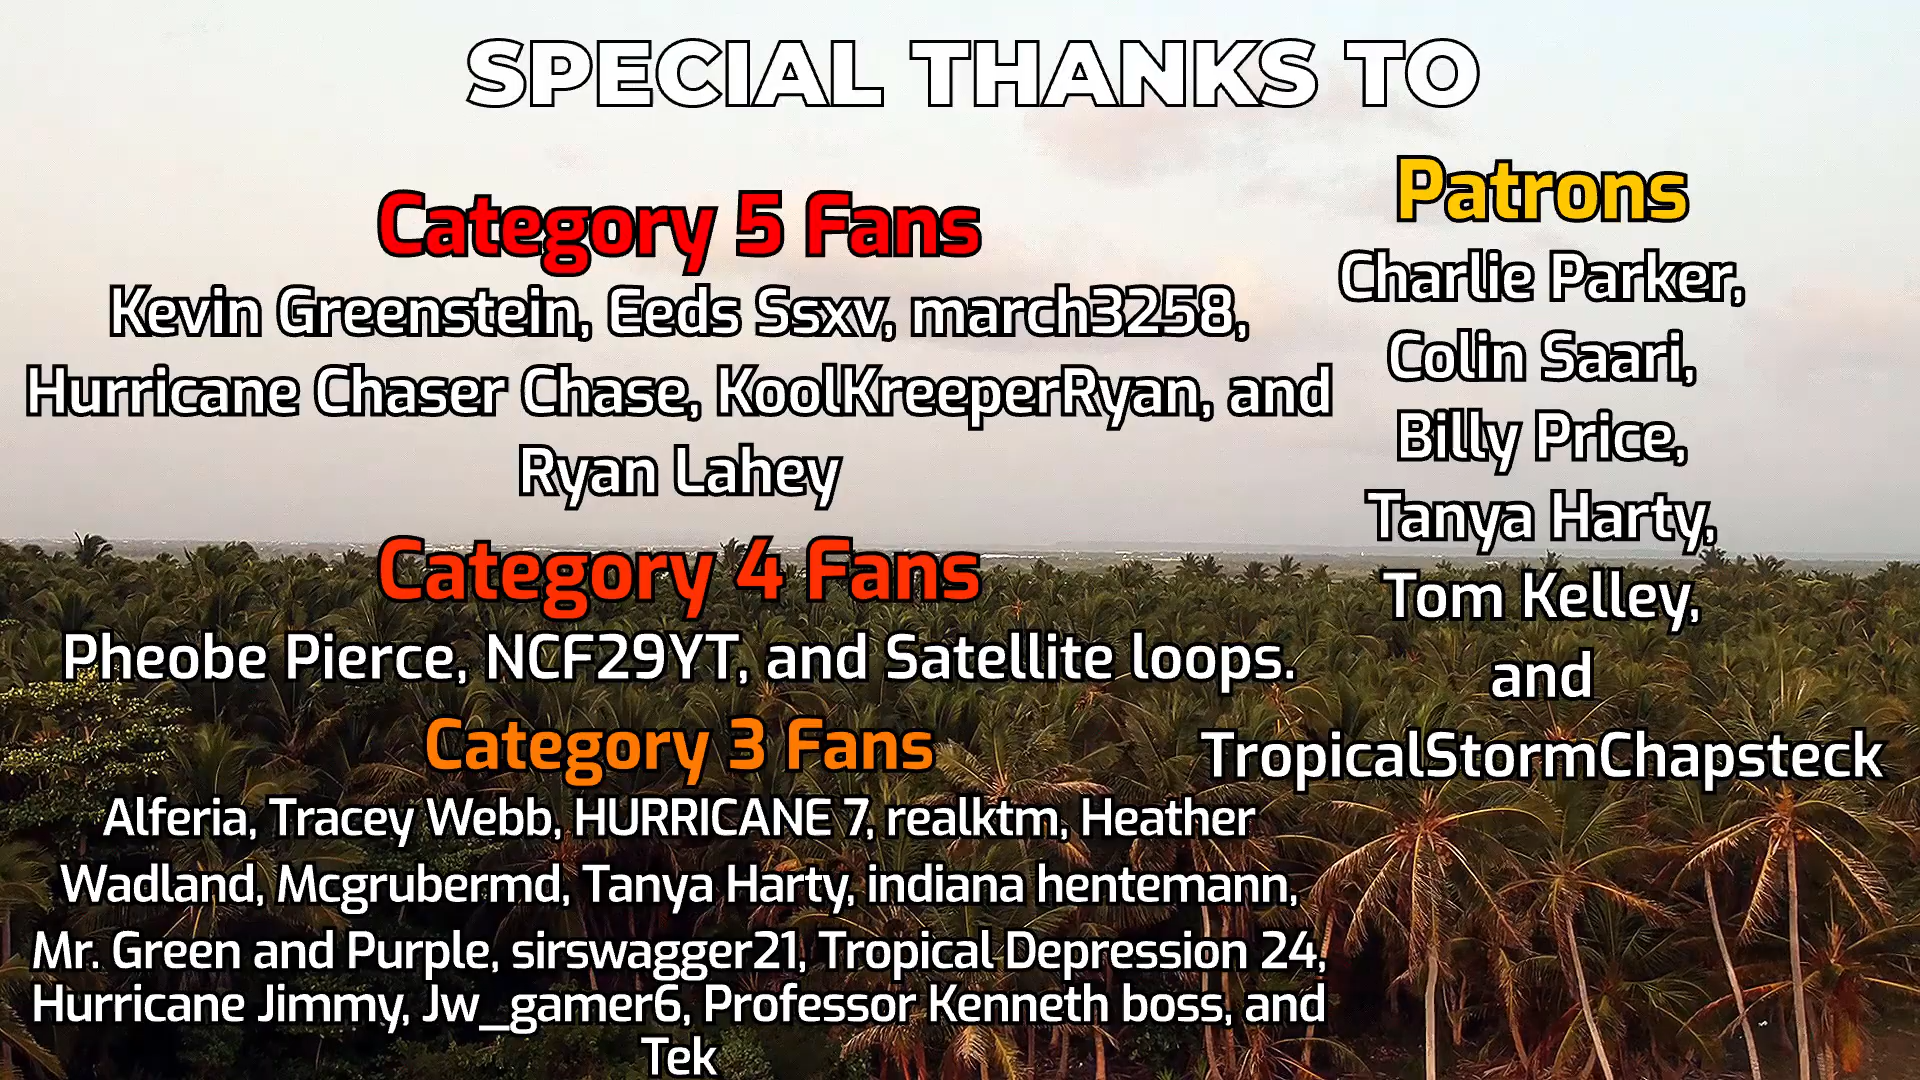 SPECIAL THANKS TO
Category 5 Fans
Kevin Greenstein, Eeds Ssxv, march3258,
Hurricane Chaser Chase, KoolKreeperRyan, and
Ryan Lahey
Category 4 Fans
Pheobe Pierce, NCF29YT, and Satellite loops.
Category 3 Fans
Alferia, Tracey Webb, HURRICANE 7, realktm, Heather
Wadland, Mcgrubermd, Tanya Harty, indiana hentemann,
Mr. Green and Purple, sirswagger21, Tropical Depression 24,
Hurricane Jimmy, Jw_gamer6, Professor Kenneth boss, and
Tek
Patrons
Charlie Parker,
Colin Saari,
Billy Price,
Tanya Harty,
Tom Kelley,
and
TropicalStormChapsteck